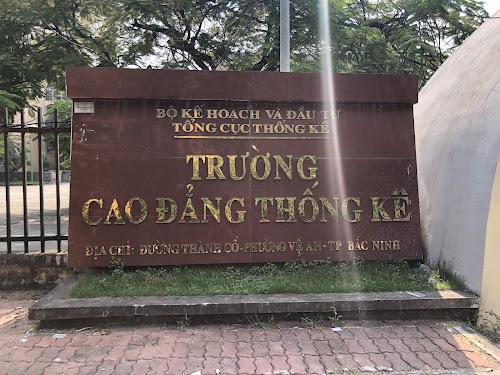 BỘ KẾ HOẠCH VÀ ĐẦU TƯ
TỔNG CỤC THỐNG KÊ
TRƯỜNG
CAO ĐẲNG THỐNG KÊ
ĐỊA CHỈ: ĐƯỜNG THÀNH CỔ-PHƯỜNG VỆ AN-TP BẮC NINH